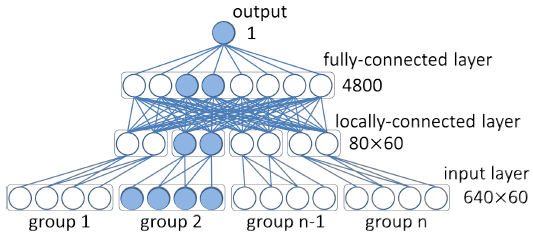 output
1
fully-connected layer
4800
locally-connected layer
80×60
input layer
640×60
group 1 group 2 group n-1 group n